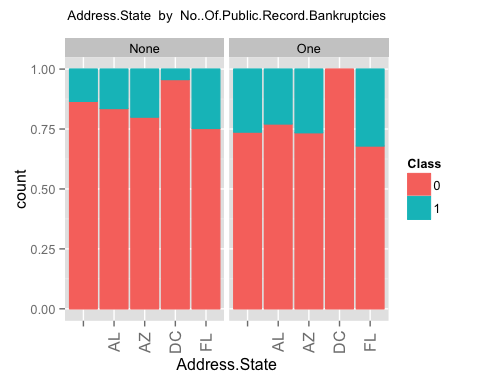 Address.State by No..Of.Public.Record.Bankruptcies
None One
1.00
0.75
0.50
0.25
0.00
count
AL AZ DC FL AL AZ DC FL
Address.State
Class
0
1